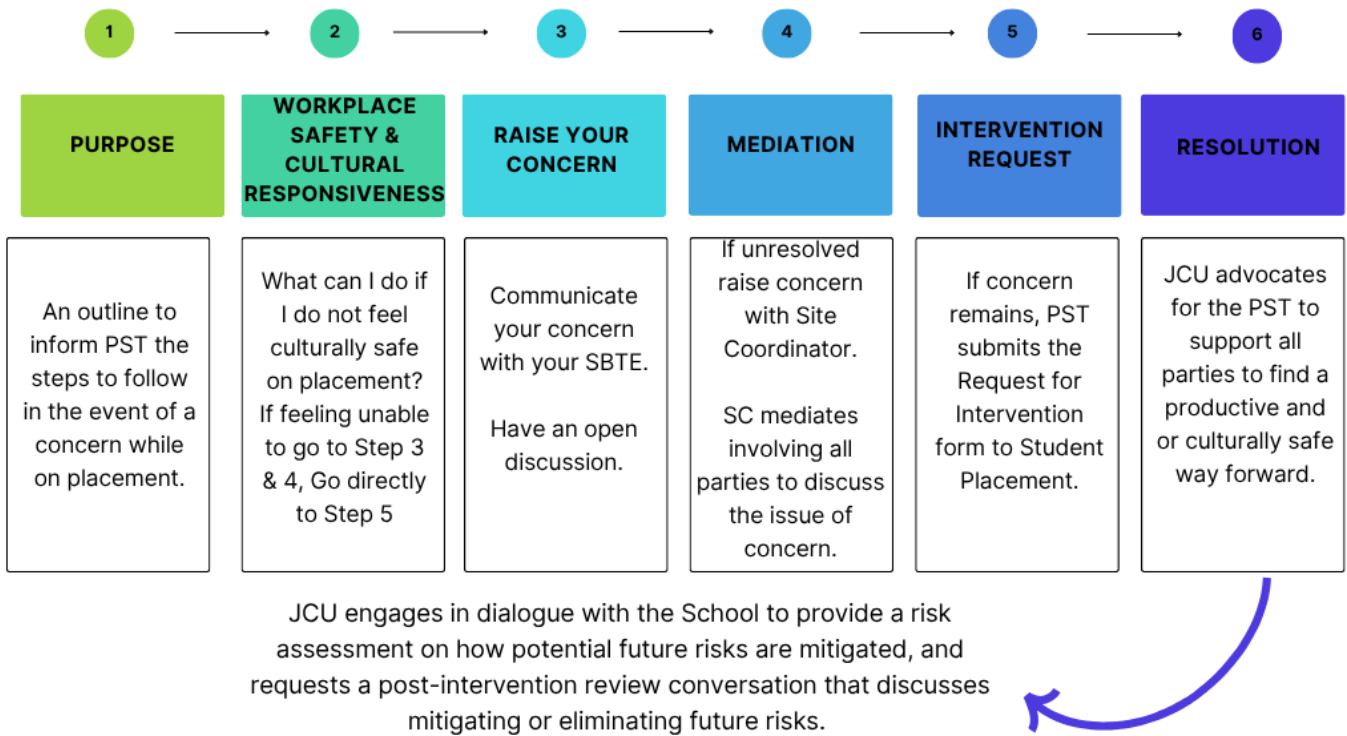 1
2
3
4
5
6
PURPOSE
WORKPLACE
SAFETY &
CULTURAL
RESPONSIVENESS
RAISE YOUR
CONCERN
MEDIATION
INTERVENTION
REQUEST
RESOLUTION
An outline to
inform PST the
steps to follow
in the event of a
concern while
on placement.
What can I do if
I do not feel
culturally safe
on placement?
If feeling unable
to go to Step 3
& 4, Go directly
to Step 5
Communicate
your concern
with your SBTE.
Have an open
discussion.
If unresolved
raise concern
with Site
Coordinator.
SC mediates
involving all
parties to discuss
the issue of
concern.
If concern
remains, PST
submits the
Request for
Intervention
form to Student
Placement.
JCU advocates
for the PST to
support all
parties to find a
productive and
or culturally safe
way forward.
JCU engages in dialogue with the School to provide a risk
assessment on how potential future risks are mitigated, and
requests a post-intervention review conversation that discusses
mitigating or eliminating future risks.